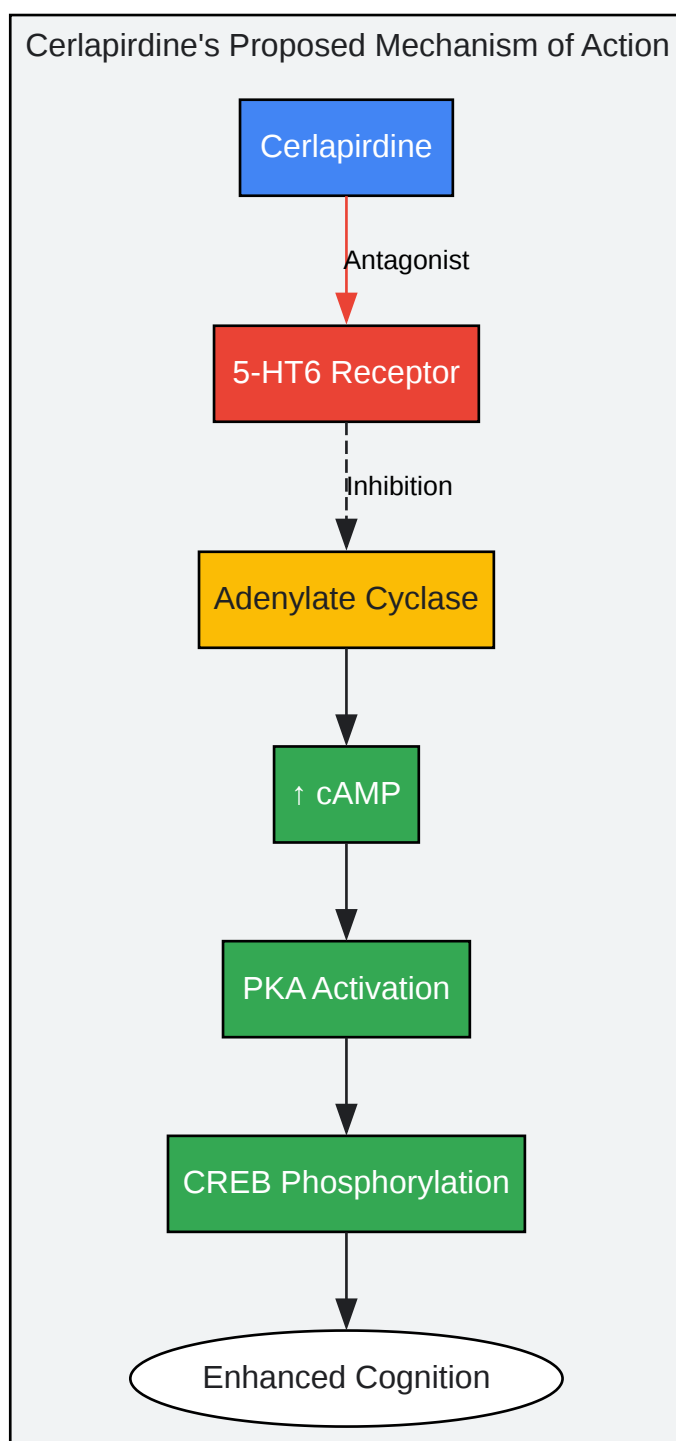 Cerlapirdine's Proposed Mechanism of Action
Cerlapirdine
Antagonist
5-HT6 Receptor
Inhibition
Adenylate Cyclase
↑ cAMP
PKA Activation
CREB Phosphorylation
Enhanced Cognition